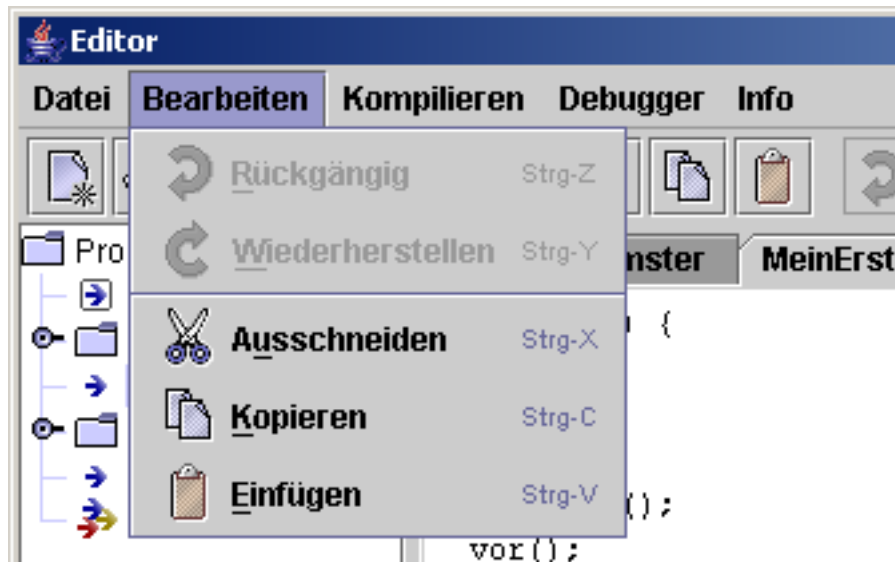 Editor
Datei Bearbeiten Kompilieren Debugger Info
Rückgängig Strg-Z
Wiederherstellen Strg-Y
Ausschneiden Strg-X
Kopieren Strg-C
Einfügen Strg-V
Pro
nster MeinErst
{
();
vor();